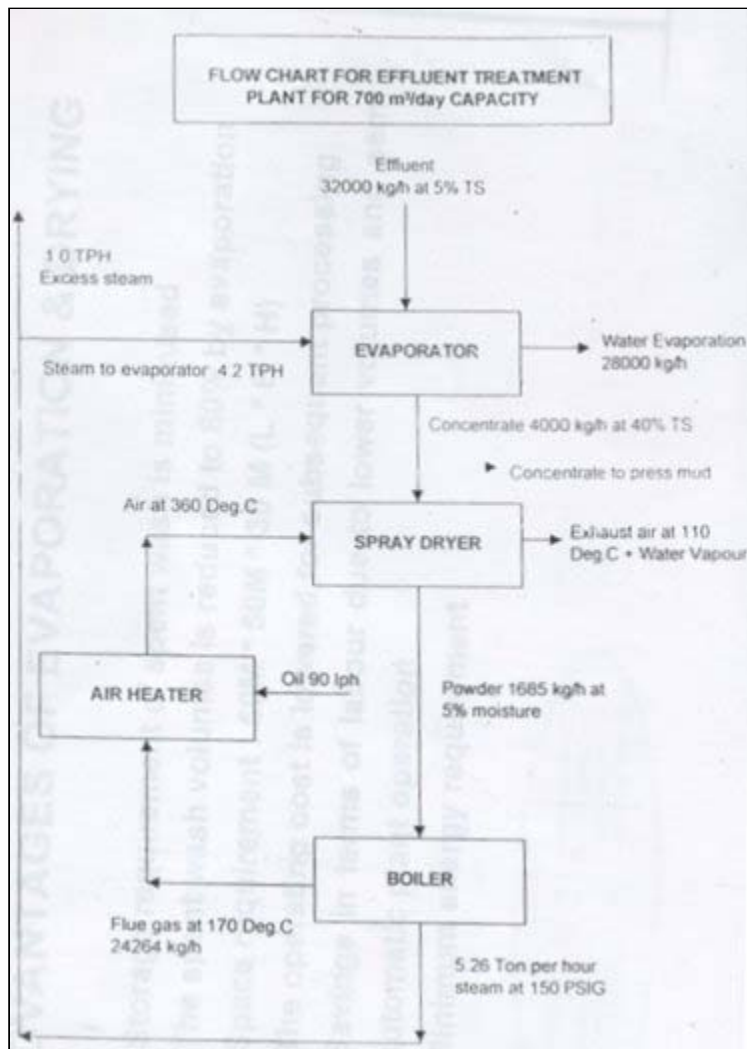 FLOW CHART FOR EFFLUENT TREATMENT
PLANT FOR 700 m³/day CAPACITY
Effluent
32000 kg/h at 5% TS
1 0 TPH
Excess steam
EVAPORATOR
Water Evaporation
28000 kg/h
Steam to evaporator 4 2 TPH
Concentrate 4000 kg/h at 40% TS
Concentrate to press mud
Air at 360 Deg.C
SPRAY DRYER
Exhaust air at 110
Deg.C + Water Vapour
Oil 90 lph
AIR HEATER
Powder 1685 kg/h at
5% moisture
BOILER
Flue gas at 170 Deg.C
24264 kg/h
5.26 Ton per hour
steam at 150 PSIG
VANTAGES OF EVAPORATION & DRYING